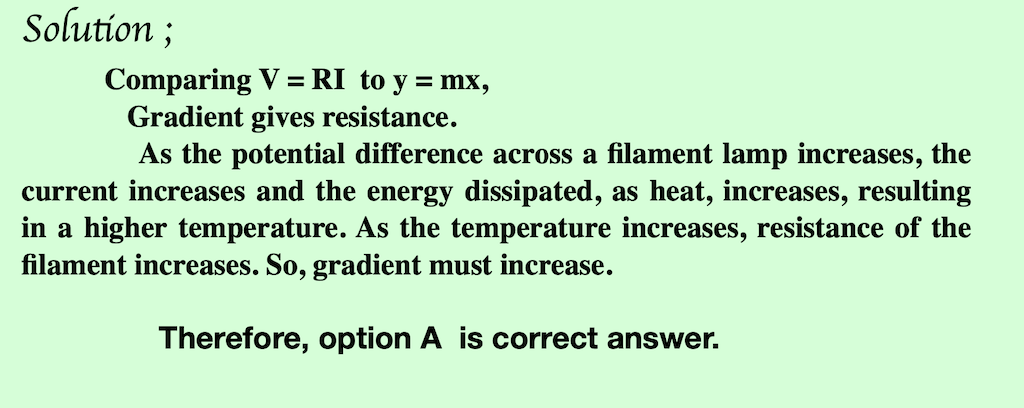 Solution ;
Comparing V = RI to y = mx,
Gradient gives resistance.
As the potential difference across a filament lamp increases, the
current increases and the energy dissipated, as heat, increases, resulting
in a higher temperature. As the temperature increases, resistance of the
filament increases. So, gradient must increase.
Therefore, option A is correct answer.